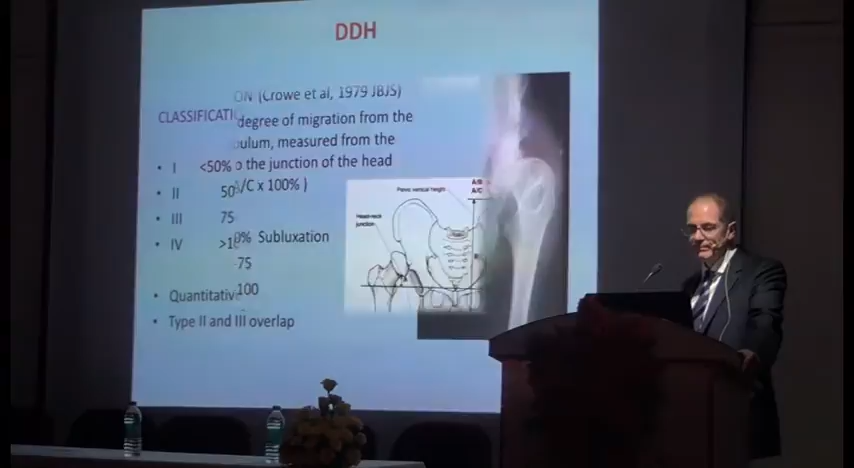 DDH
CLASSIFICATI ON (Crowe et al, 1979 JBJS)
degree of migration from the
ulum, measured from the
• I <50% o the junction of the head
• II 50 /C x 100% )
• III 75
• IV >1 0% Subluxation
-75
• Quantitativ 100
• Type II and III overlap
Pelvic vertical height
A/B
A/C
Head-neck
junction